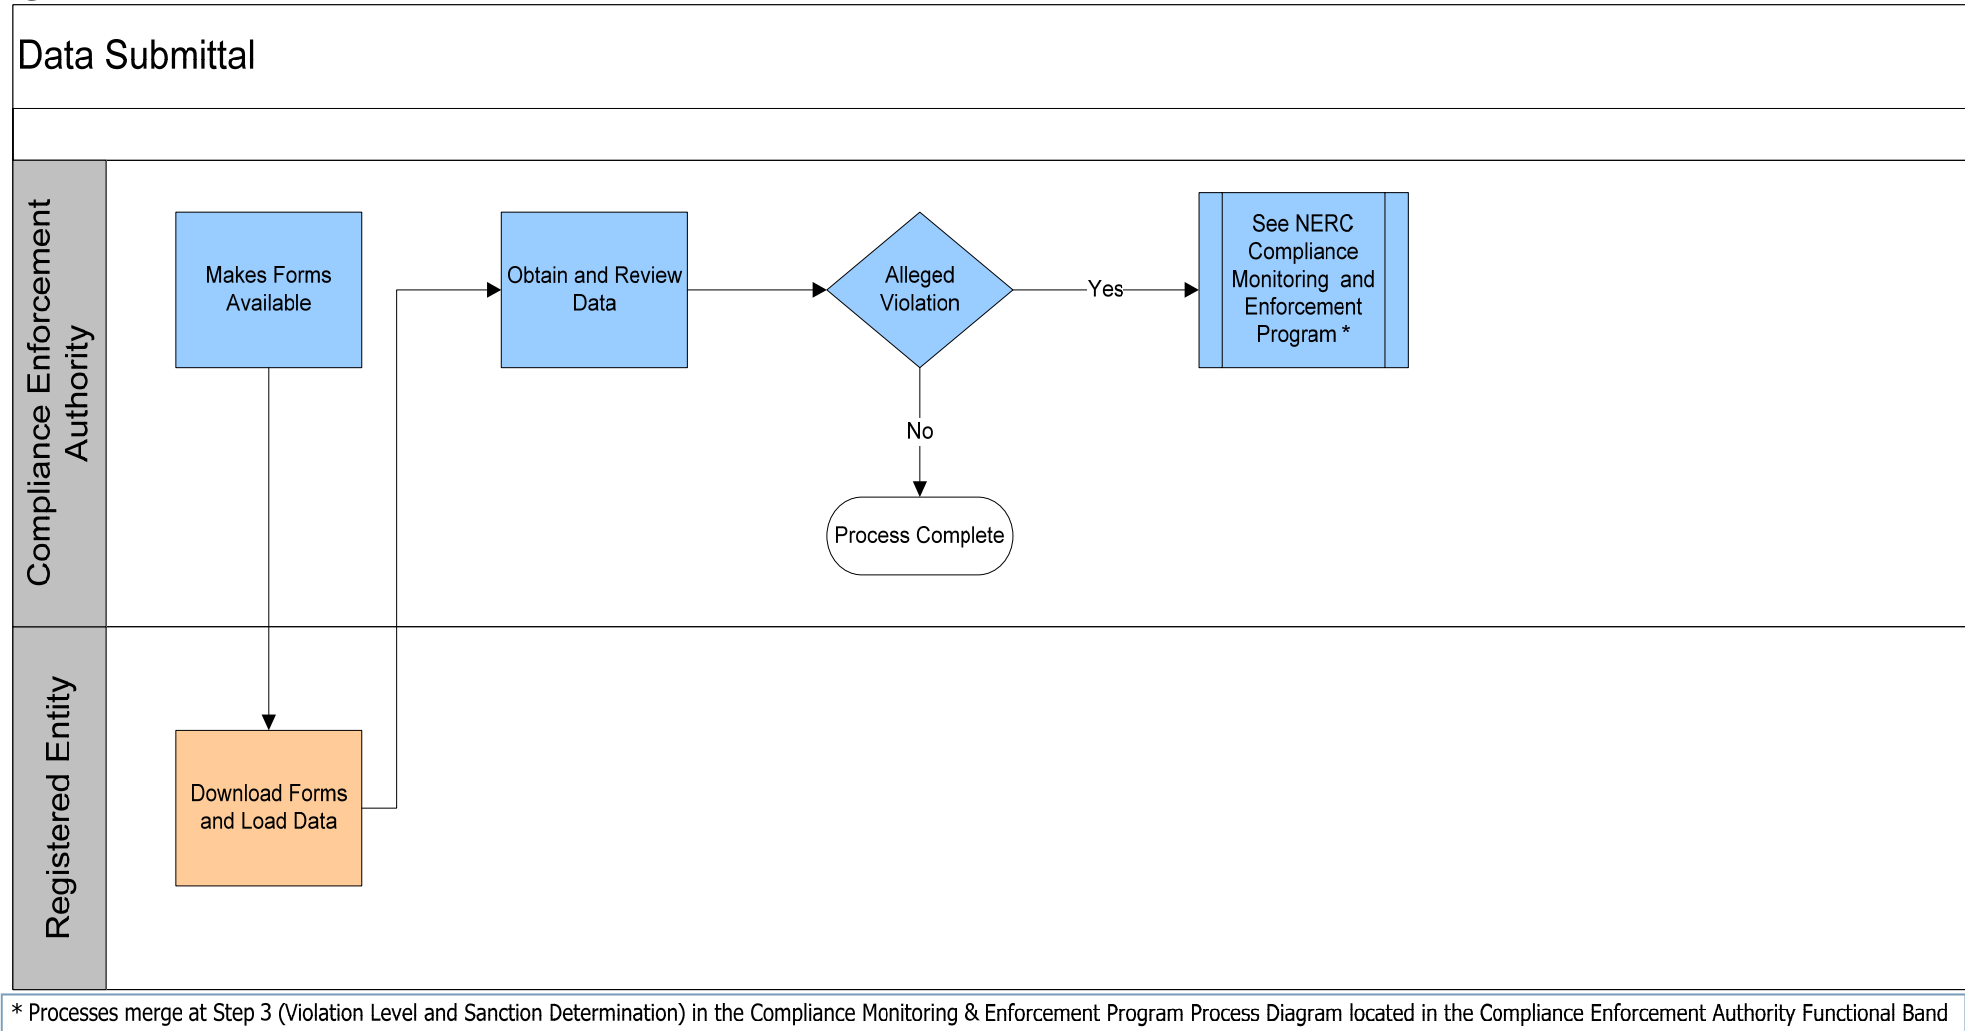 Data Submittal
Compliance Enforcement
Authority
Makes Forms
Available
Obtain and Review
Data
Alleged
Violation
Yes
See NERC
Compliance
Monitoring and
Enforcement
Program *
No
Process Complete
Registered Entity
Download Forms
and Load Data
* Processes merge at Step 3 (Violation Level and Sanction Determination) in the Compliance Monitoring & Enforcement Program Process Diagram located in the Compliance Enforcement Authority Functional Band